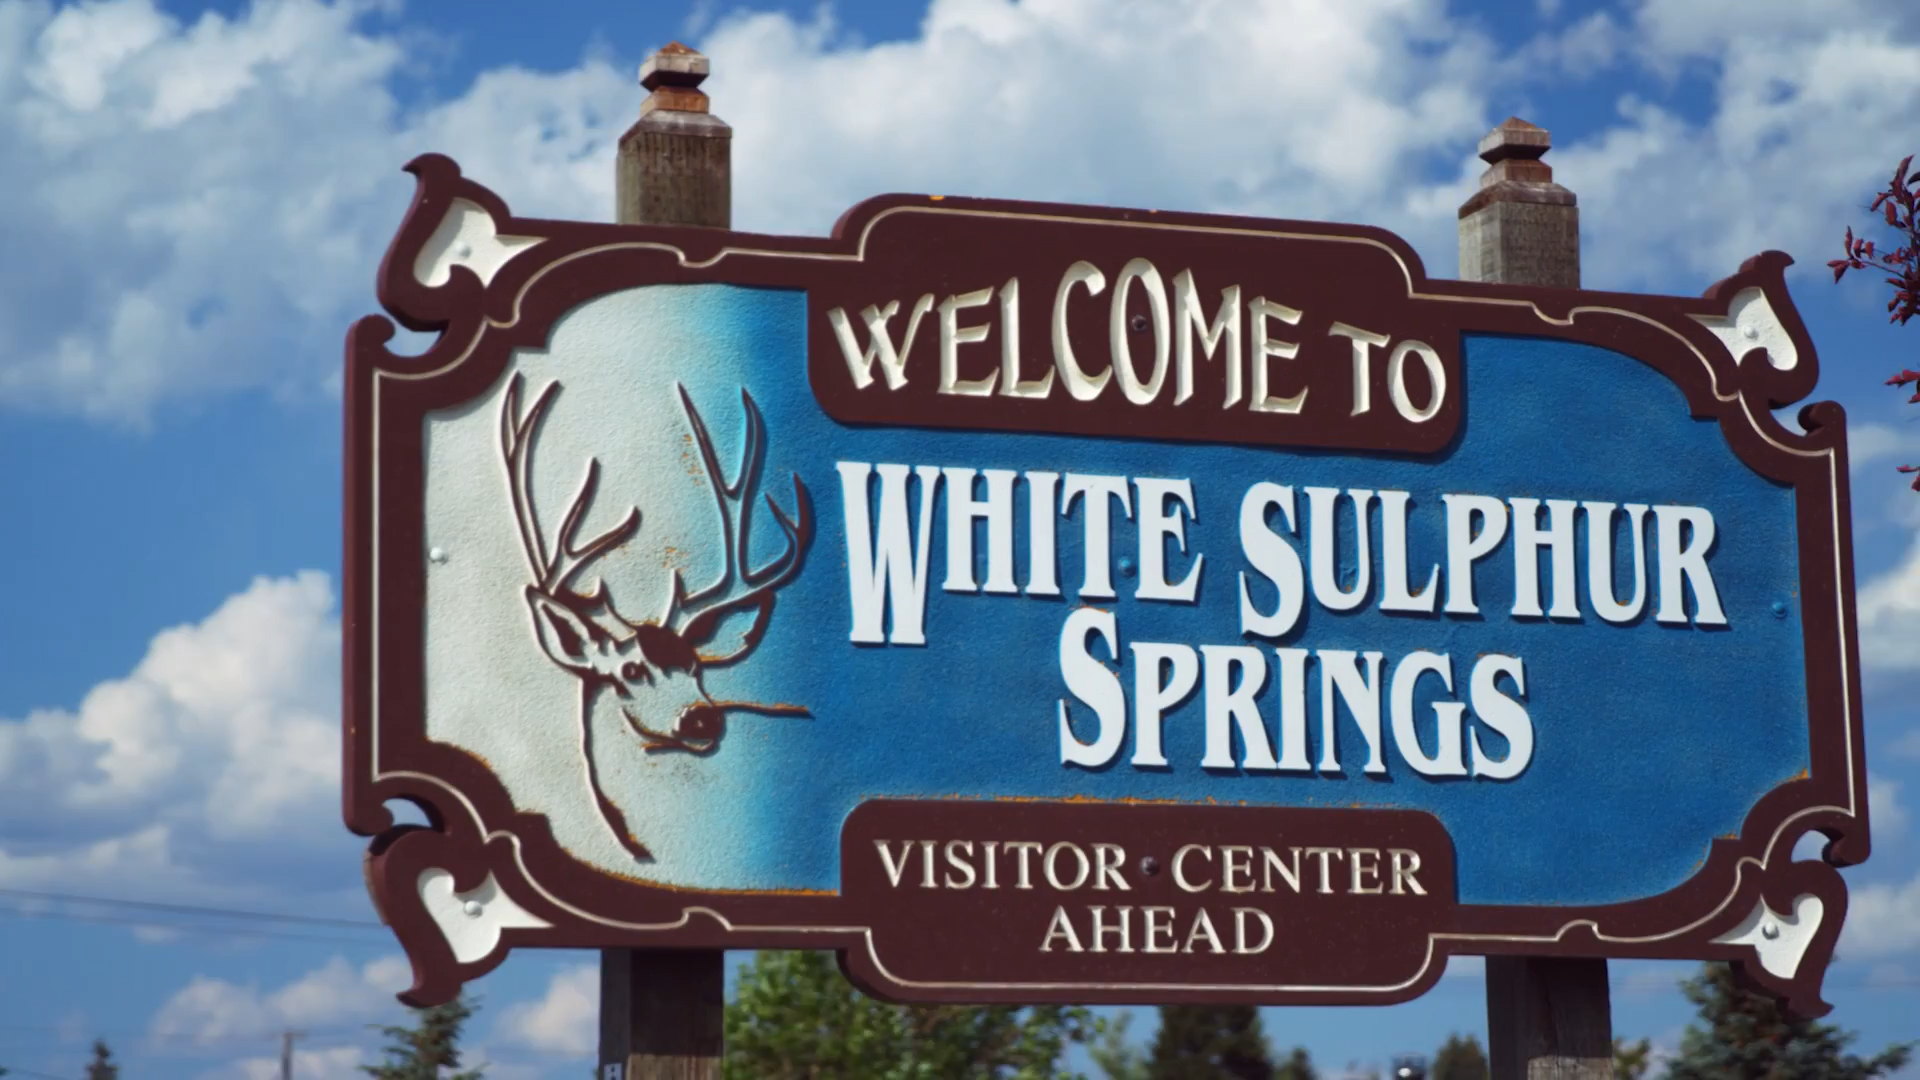 WELCOME TO
WHITE SULPHUR
SPRINGS
VISITOR CENTER
AHEAD